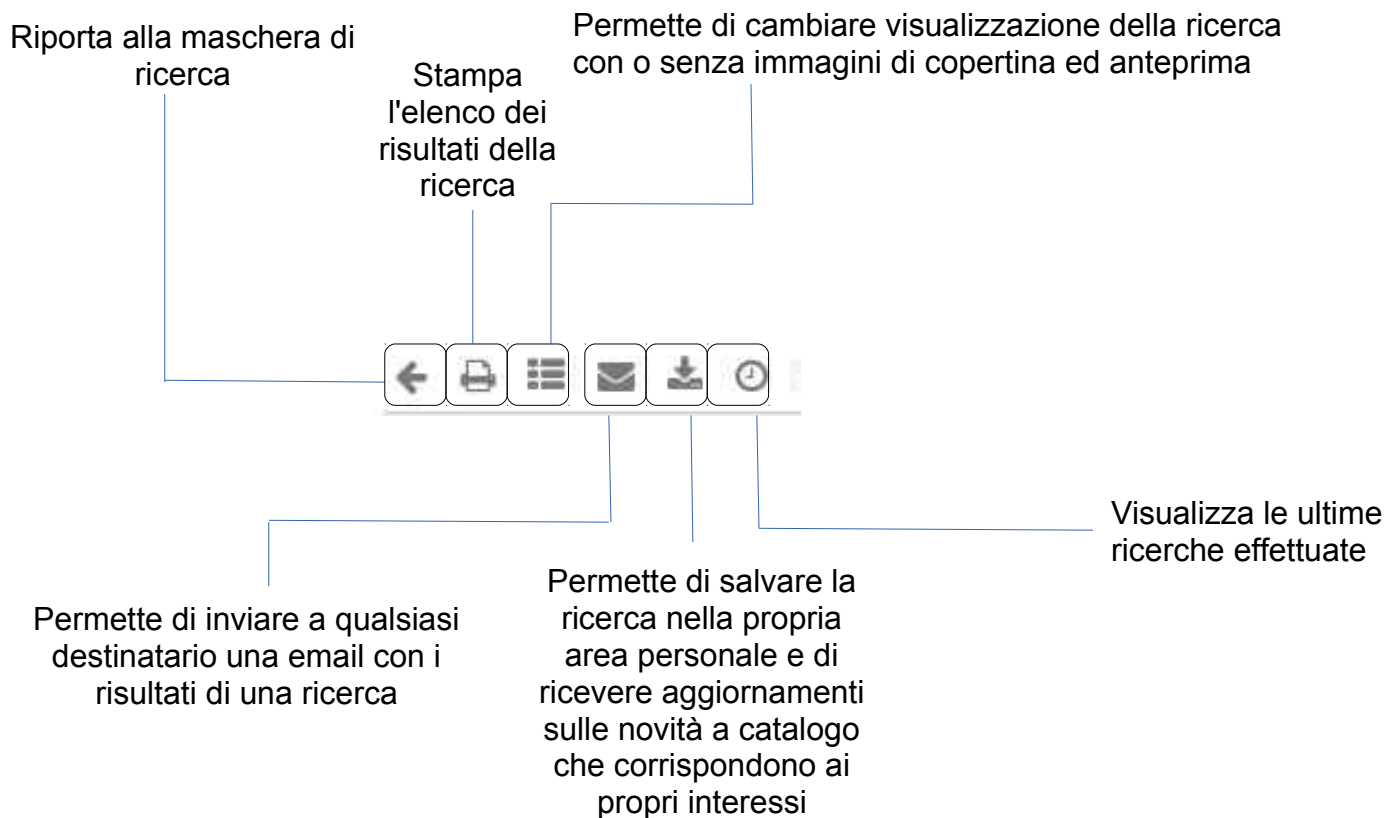 Riporta alla maschera di
ricerca
Stampa
l'elenco dei
risultati della
ricerca
Permette di cambiare visualizzazione della ricerca
con o senza immagini di copertina ed anteprima
Permette di inviare a qualsiasi
destinatario una email con i
risultati di una ricerca
Permette di salvare la
ricerca nella propria
area personale e di
ricevere aggiornamenti
sulle novità a catalogo
che corrispondono ai
propri interessi
Visualizza le ultime
ricerche effettuate